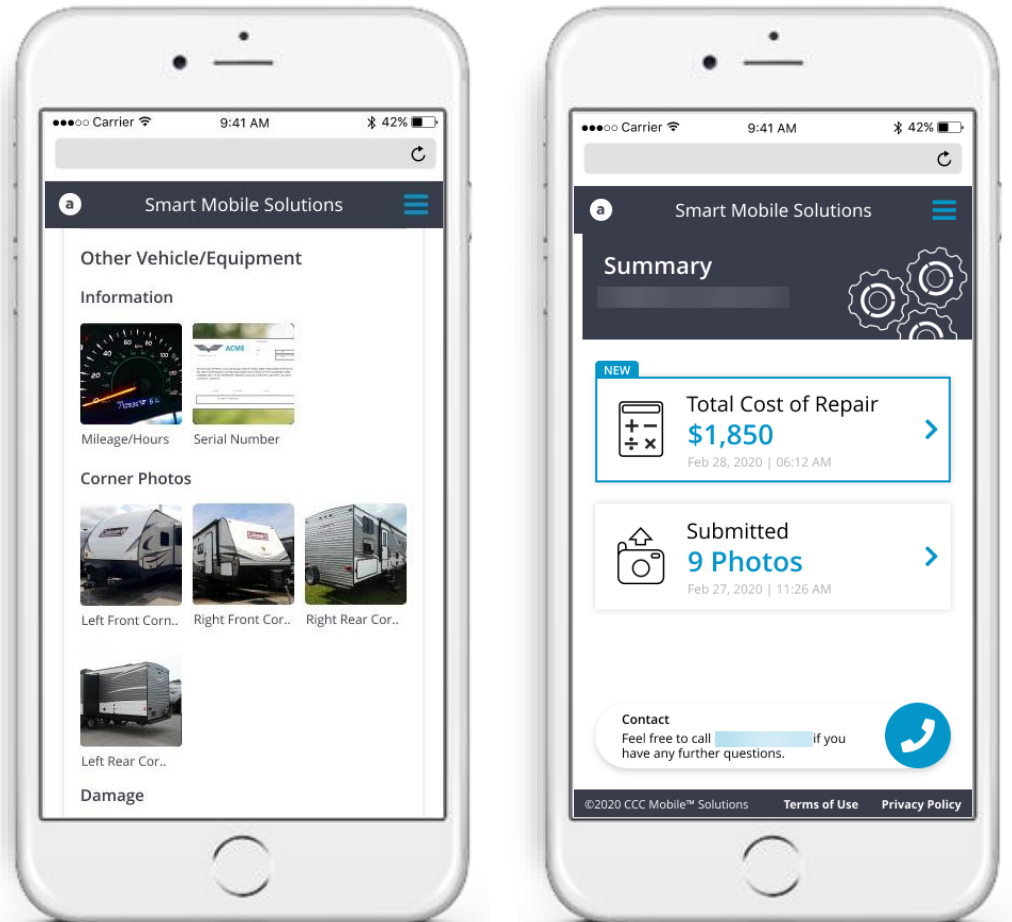 Carrier 9:41 AM 42%
a Smart Mobile Solutions
Other Vehicle/Equipment
Information
ACME
Mileage/Hours Serial Number
Corner Photos
Left Front Corn.. Right Front Cor.. Right Rear Cor..
Left Rear Cor..
Damage
Carrier 9:41 AM 42%
a Smart Mobile Solutions
Summary
NEW
Total Cost of Repair
$1,850
Feb 28, 2020 | 06:12 AM
Submitted
9 Photos
Feb 27, 2020 | 11:26 AM
Contact
Feel free to call if you
have any further questions.
©2020 CCC Mobile™ Solutions Terms of Use Privacy Policy